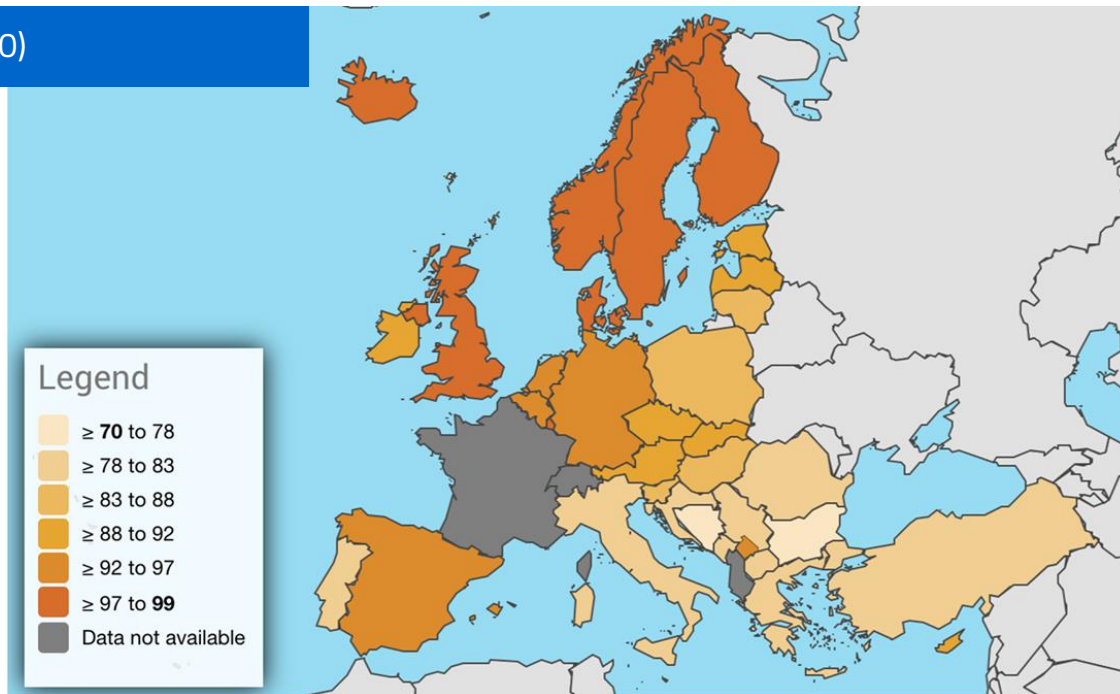 0)
Legend
≥ 70 to 78
≥ 78 to 83
≥ 83 to 88
≥ 88 to 92
≥ 92 to 97
≥ 97 to 99
Data not available